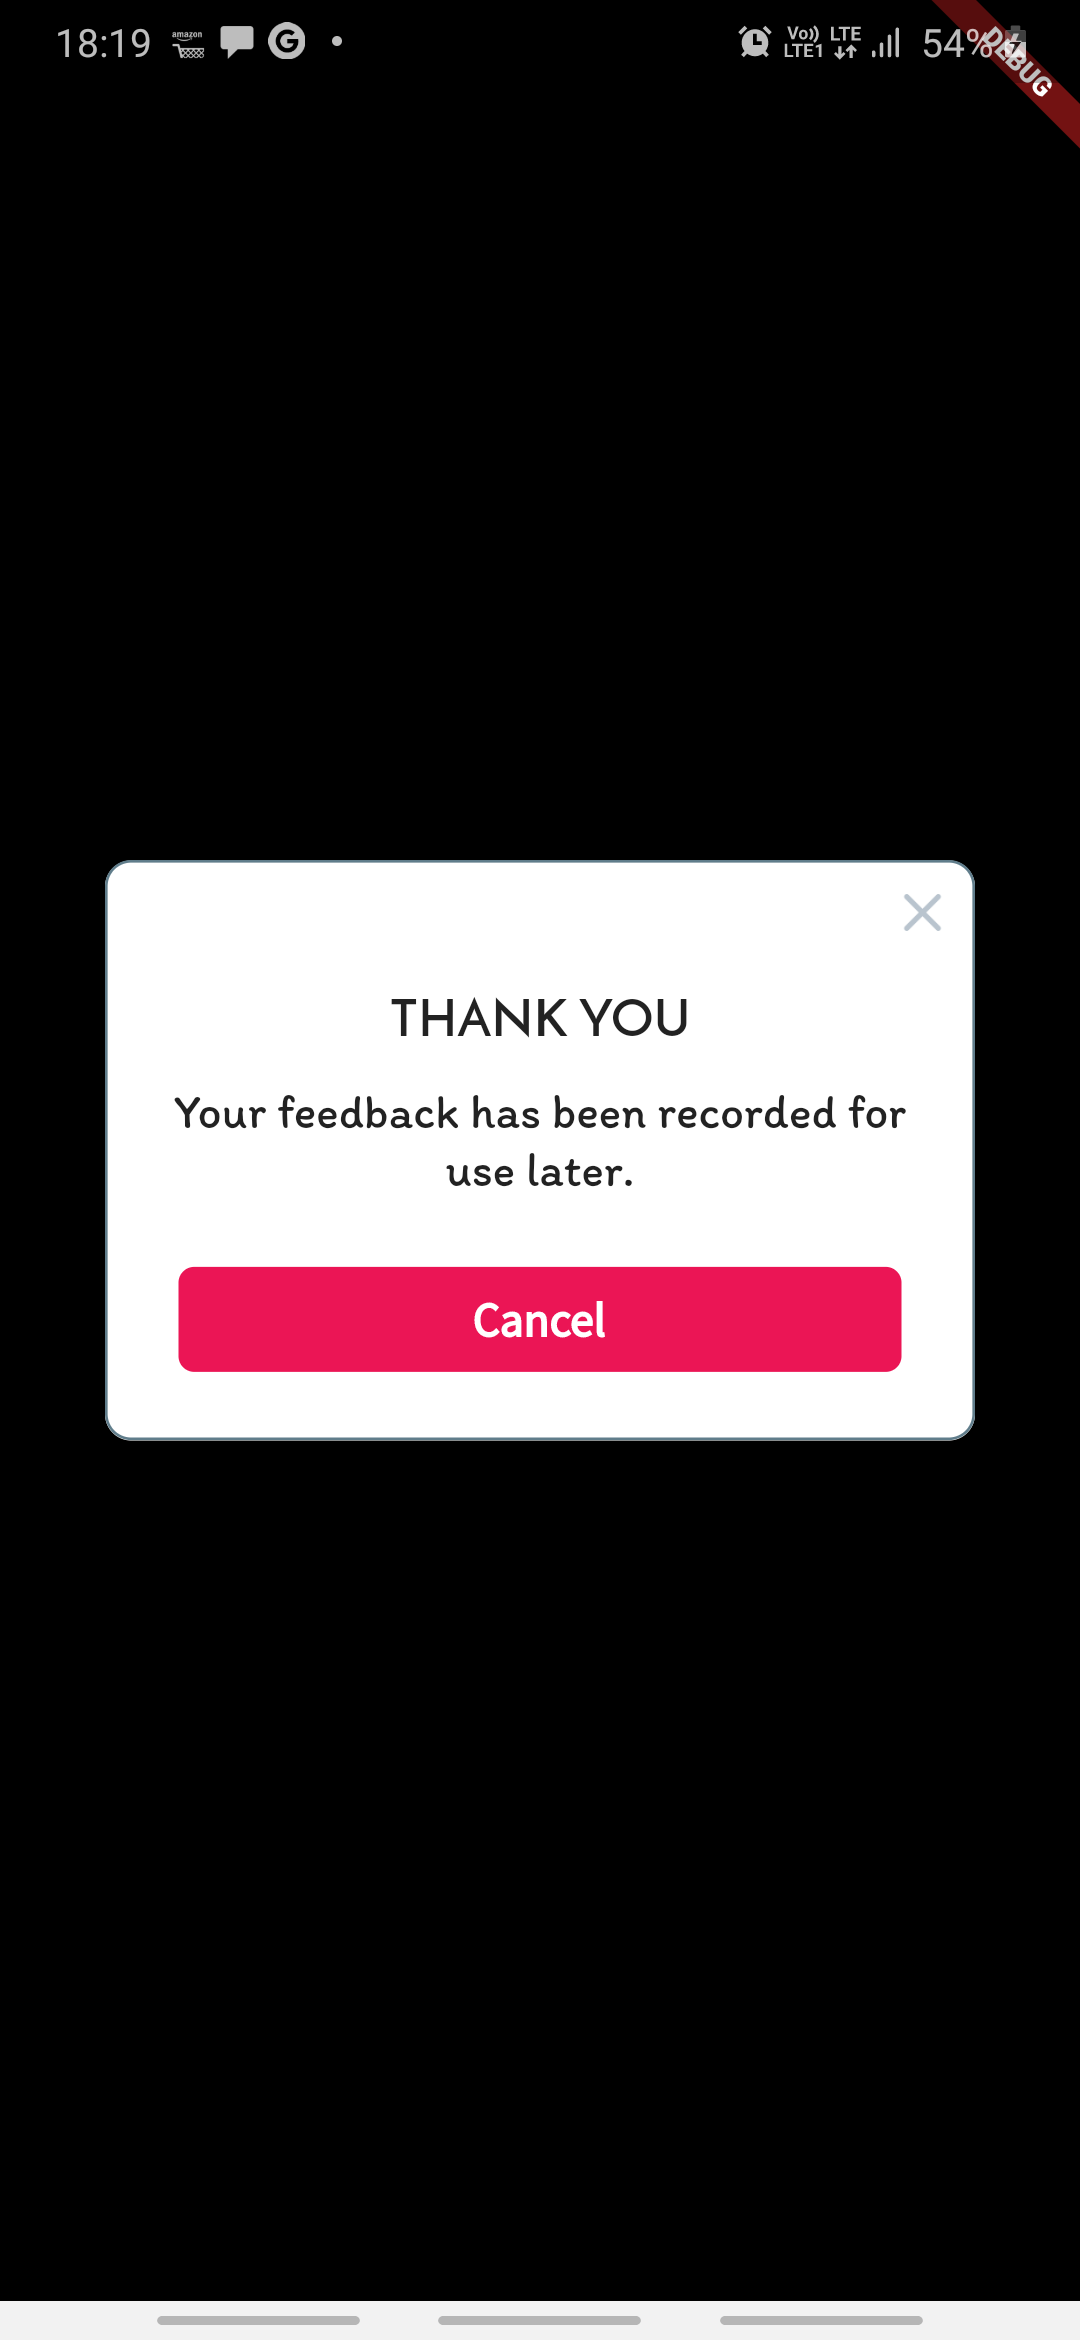 18:19 amazon G Vo)) LTE1 LTE 54%
DEBUG
THANK YOU
Your feedback has been recorded for
use later.
Cancel